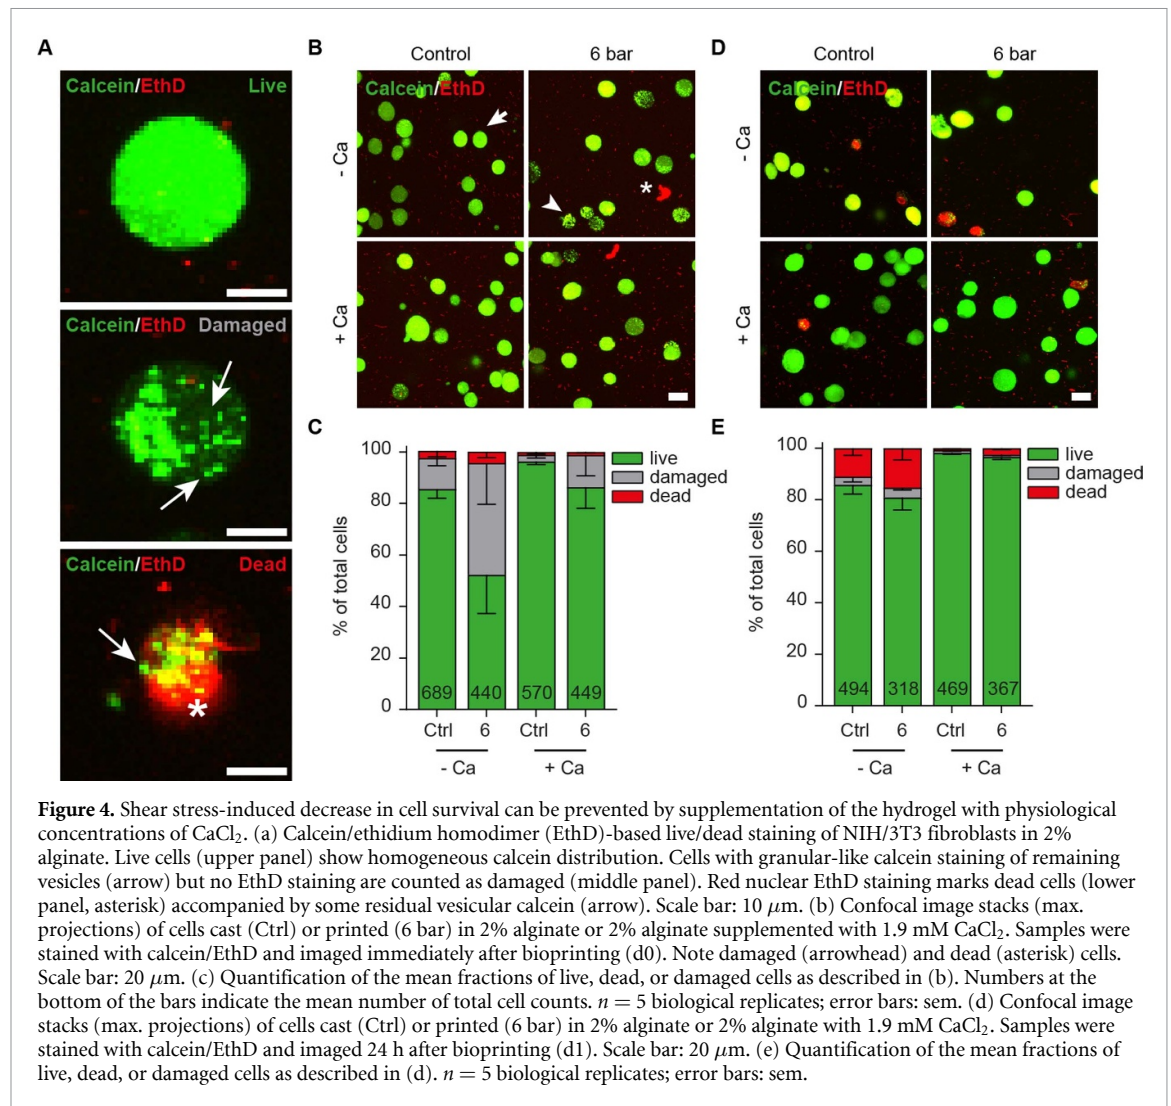 A
Calcein/EthD Live
Calcein/EthD Damaged
Calcein/EthD Dead
*
B
Control 6 bar
Calcein/EthD
- Ca
*
+ Ca
C
100
80
60
40
20
0
% of total cells
live
damaged
dead
689 440 570 449
Ctrl 6 Ctrl 6
- Ca + Ca
D
Control 6 bar
Calcein/EthD
- Ca
+ Ca
E
100
80
60
40
20
0
% of total cells
live
damaged
dead
494 318 469 367
Ctrl 6 Ctrl 6
- Ca + Ca
Figure 4. Shear stress-induced decrease in cell survival can be prevented by supplementation of the hydrogel with physiological
concentrations of CaCl₂. (a) Calcein/ethidium homodimer (EthD)-based live/dead staining of NIH/3T3 fibroblasts in 2%
alginate. Live cells (upper panel) show homogeneous calcein distribution. Cells with granular-like calcein staining of remaining
vesicles (arrow) but no EthD staining are counted as damaged (middle panel). Red nuclear EthD staining marks dead cells (lower
panel, asterisk) accompanied by some residual vesicular calcein (arrow). Scale bar: 10 μm. (b) Confocal image stacks (max.
projections) of cells cast (Ctrl) or printed (6 bar) in 2% alginate or 2% alginate supplemented with 1.9 mM CaCl₂. Samples were
stained with calcein/EthD and imaged immediately after bioprinting (d0). Note damaged (arrowhead) and dead (asterisk) cells.
Scale bar: 20 μm. (c) Quantification of the mean fractions of live, dead, or damaged cells as described in (b). Numbers at the
bottom of the bars indicate the mean number of total cell counts. n = 5 biological replicates; error bars: sem. (d) Confocal image
stacks (max. projections) of cells cast (Ctrl) or printed (6 bar) in 2% alginate or 2% alginate with 1.9 mM CaCl₂. Samples were
stained with calcein/EthD and imaged 24 h after bioprinting (d1). Scale bar: 20 μm. (e) Quantification of the mean fractions of
live, dead, or damaged cells as described in (d). n = 5 biological replicates; error bars: sem.